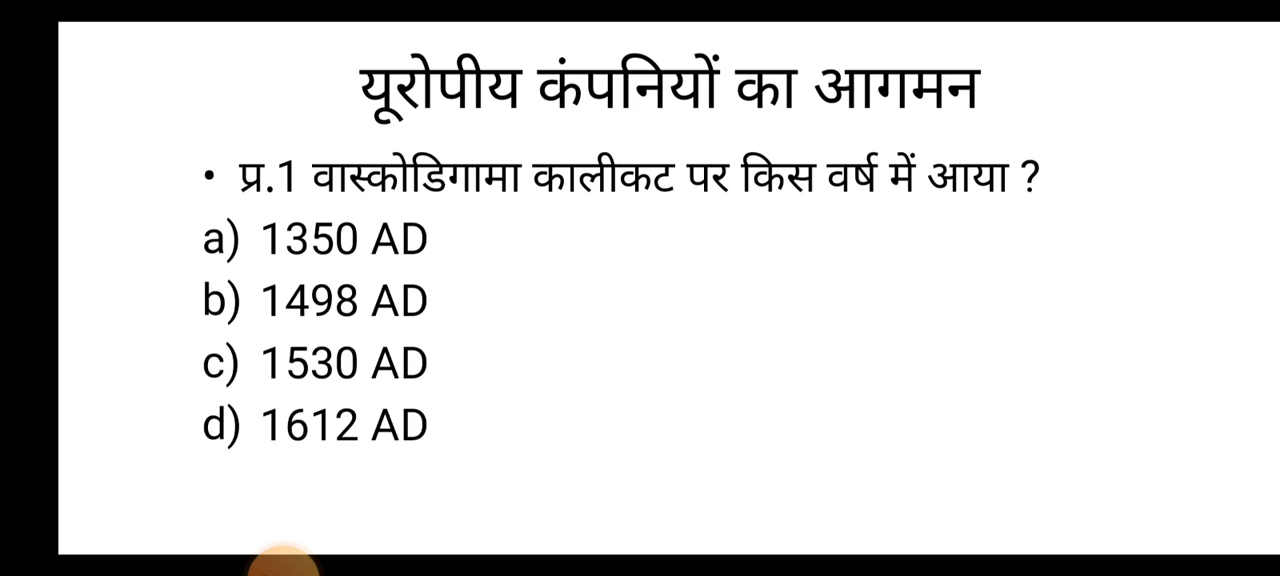 यूरोपीय कंपनियों का आगमन
• प्र.1 वास्कोडिगामा कालीकट पर किस वर्ष में आया ?
a) 1350 AD
b) 1498 AD
c) 1530 AD
d) 1612 AD